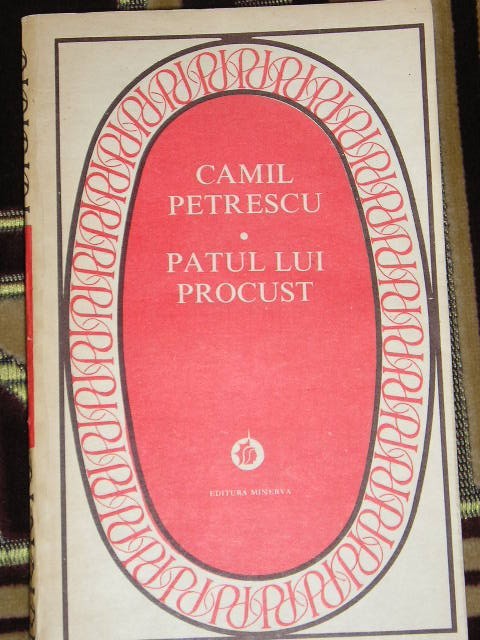 CAMIL
PETRESCU
•
PATUL LUI
PROCUST
EDITURA MINERVA